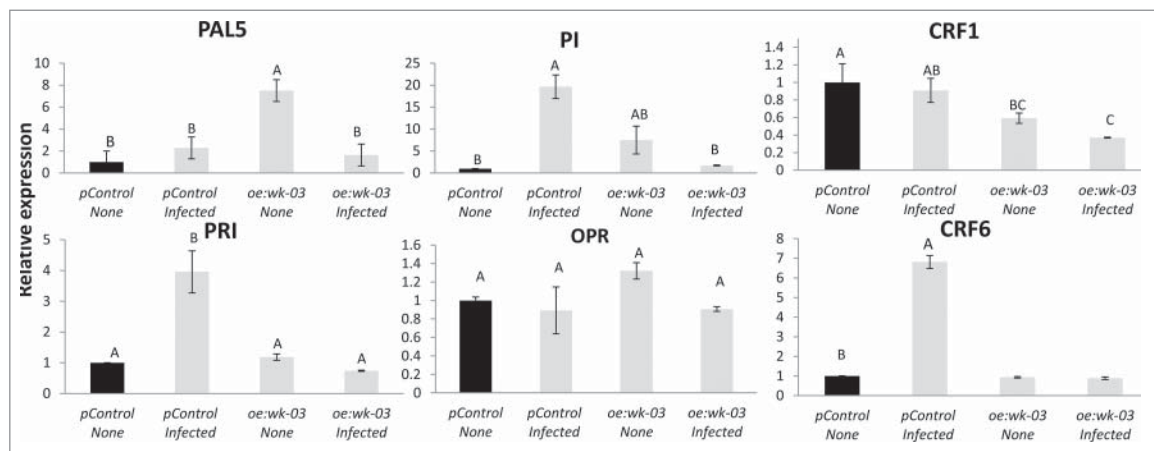 PAL5
10
8
6
4
2
0
B
B
A
B
pControl None
pControl Infected
oe:wk-03 None
oe:wk-03 Infected
PI
25
20
15
10
5
0
B
A
AB
B
pControl None
pControl Infected
oe:wk-03 None
oe:wk-03 Infected
CRF1
1.4
1.2
1
0.8
0.6
0.4
0.2
0
A
AB
BC
C
pControl None
pControl Infected
oe:wk-03 None
oe:wk-03 Infected
Relative expression
PRI
5
4
3
2
1
0
A
B
A
A
pControl None
pControl Infected
oe:wk-03 None
oe:wk-03 Infected
OPR
1.6
1.4
1.2
1
0.8
0.6
0.4
0.2
0
A
A
A
A
pControl None
pControl Infected
oe:wk-03 None
oe:wk-03 Infected
CRF6
8
7
6
5
4
3
2
1
0
B
A
pControl None
pControl Infected
oe:wk-03 None
oe:wk-03 Infected